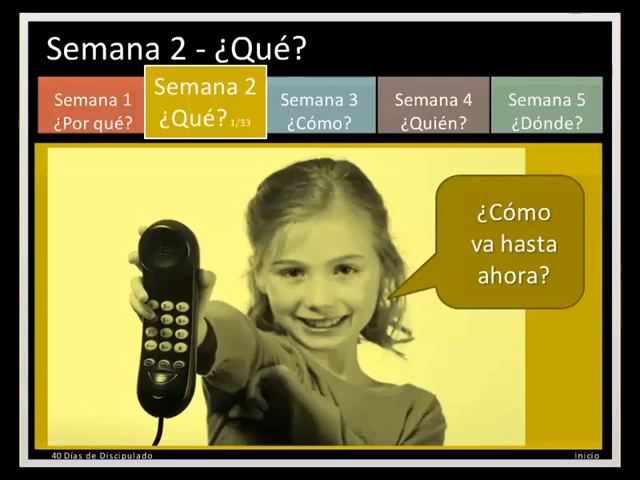 Semana 2 - ¿Qué?
Semana 1
¿Por qué?
Semana 2
¿Qué? 1/33
Semana 3
¿Cómo?
Semana 4
¿Quién?
Semana 5
¿Dónde?
¿Cómo
va hasta
ahora?
40 Días de Discipulado
Inicio